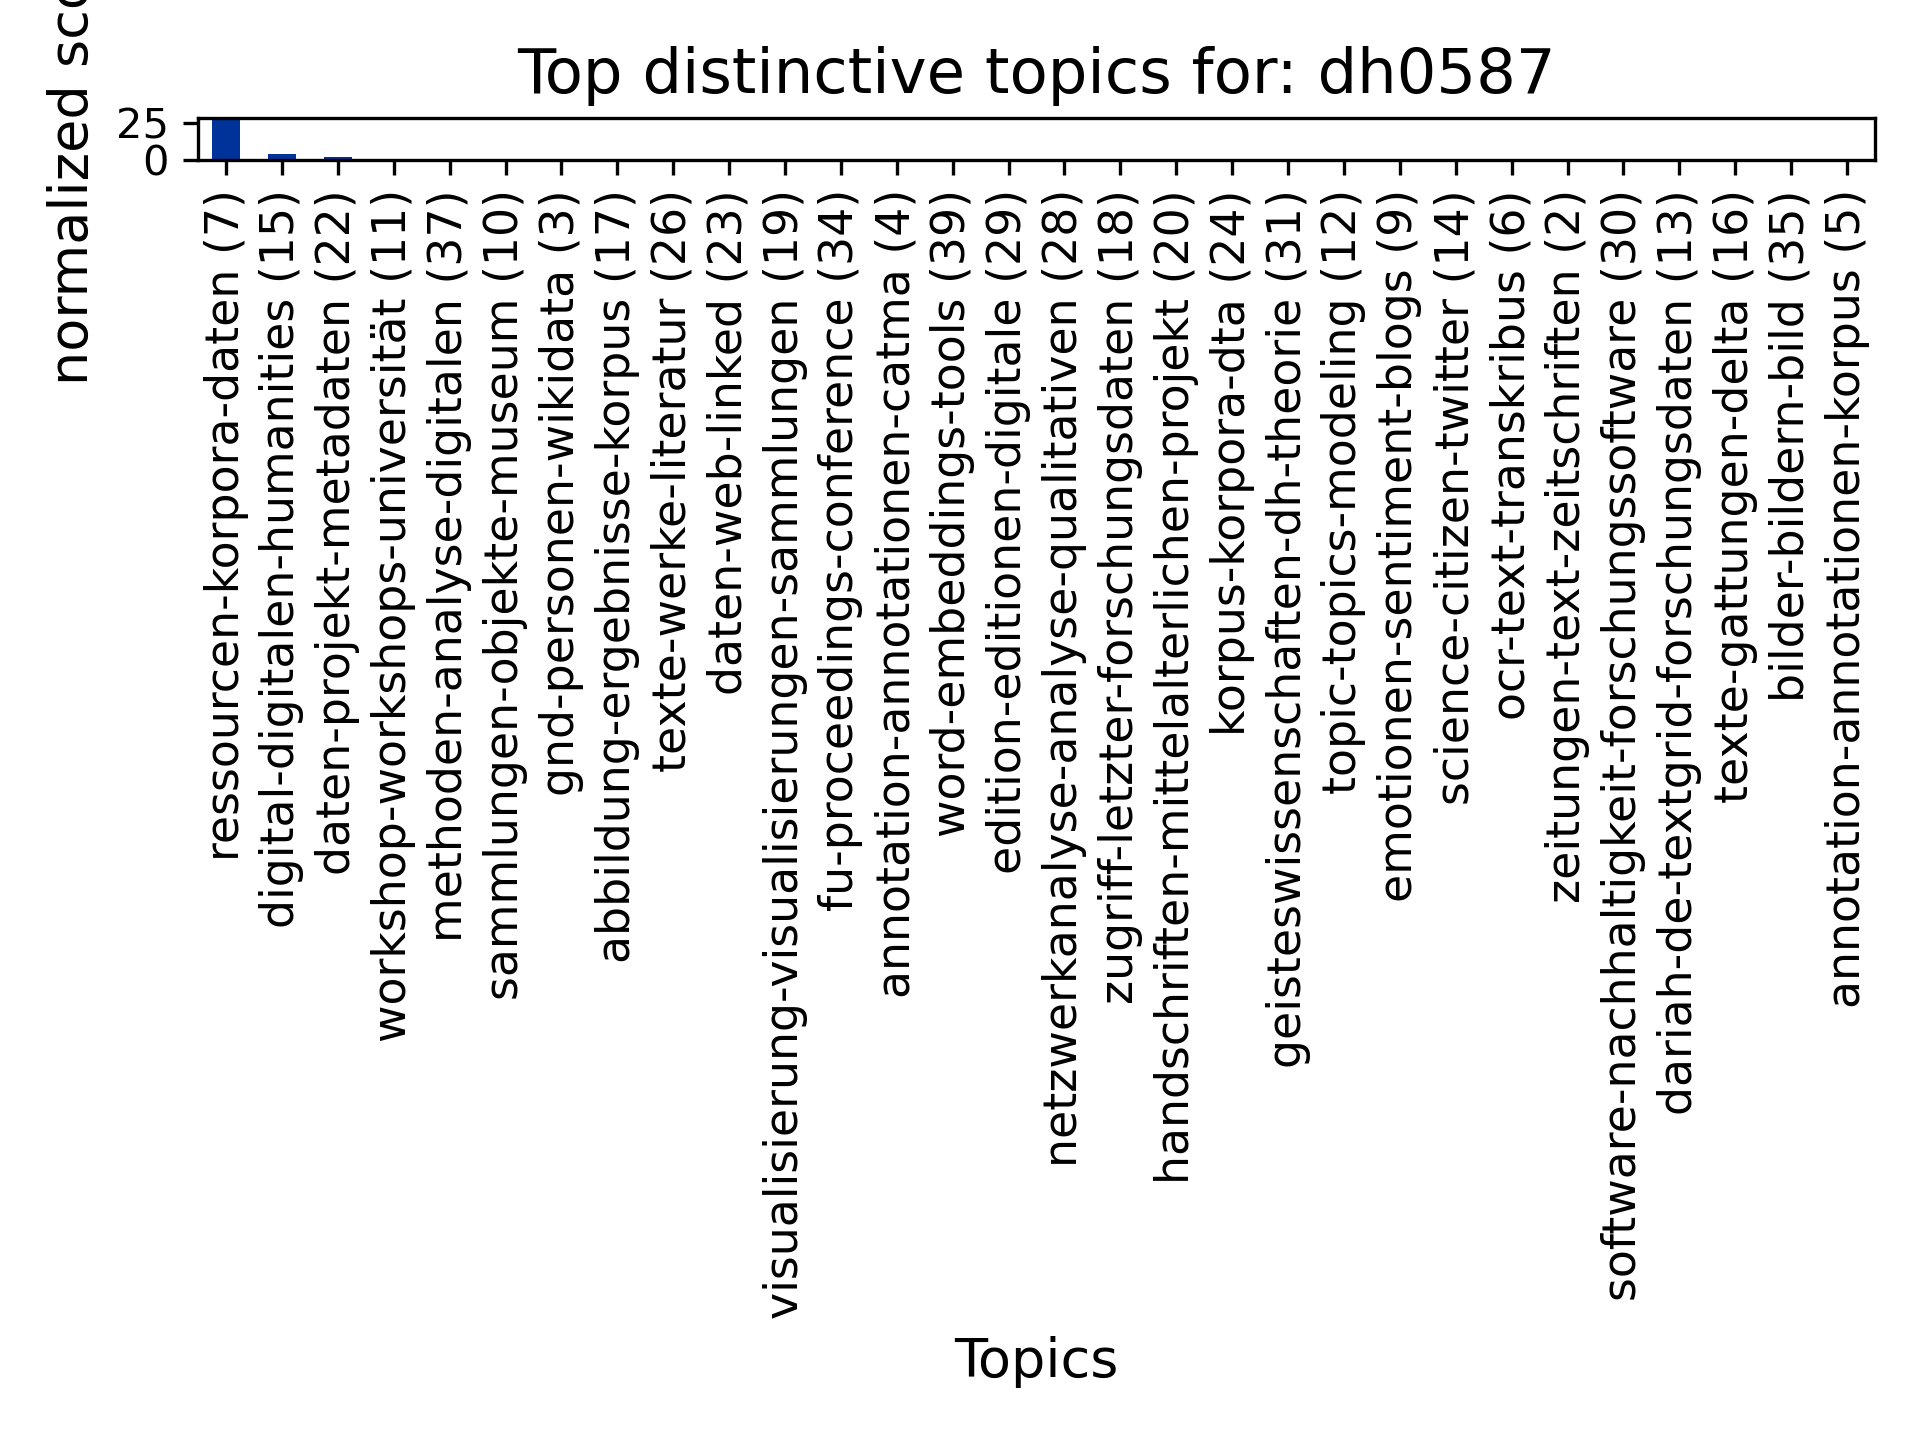 Top distinctive topics for: dh0587
normalized
25
0
ressourcen-korpora-daten (7)
digital-digitalen-humanities (15)
daten-projekt-metadaten (22)
workshop-workshops-universität (11)
methoden-analyse-digitalen (37)
sammlungen-objekte-museum (10)
gnd-personen-wikidata (3)
abbildung-ergebnisse-korpus (17)
texte-werke-literatur (26)
daten-web-linked (23)
visualisierung-visualisierungen-sammlungen (19)
fu-proceedings-conference (34)
annotation-annotationen-catma (4)
word-embeddings-tools (39)
edition-editionen-digitale (29)
netzwerkanalyse-analyse-qualitativen (28)
zugriff-letzter-forschungsdaten (18)
handschriften-mittelalterlichen-projekt (20)
korpus-korpora-dta (24)
geisteswissenschaften-dh-theorie (31)
topic-topics-modeling (12)
emotionen-sentiment-blogs (9)
science-citizen-twitter (14)
ocr-text-transkribus (6)
zeitungen-text-zeitschriften (2)
software-nachhaltigkeit-forschungssoftware (30)
dariah-de-textgrid-forschungsdaten (13)
texte-gattungen-delta (16)
bilder-bildern-bild (35)
annotation-annotationen-korpus (5)
Topics